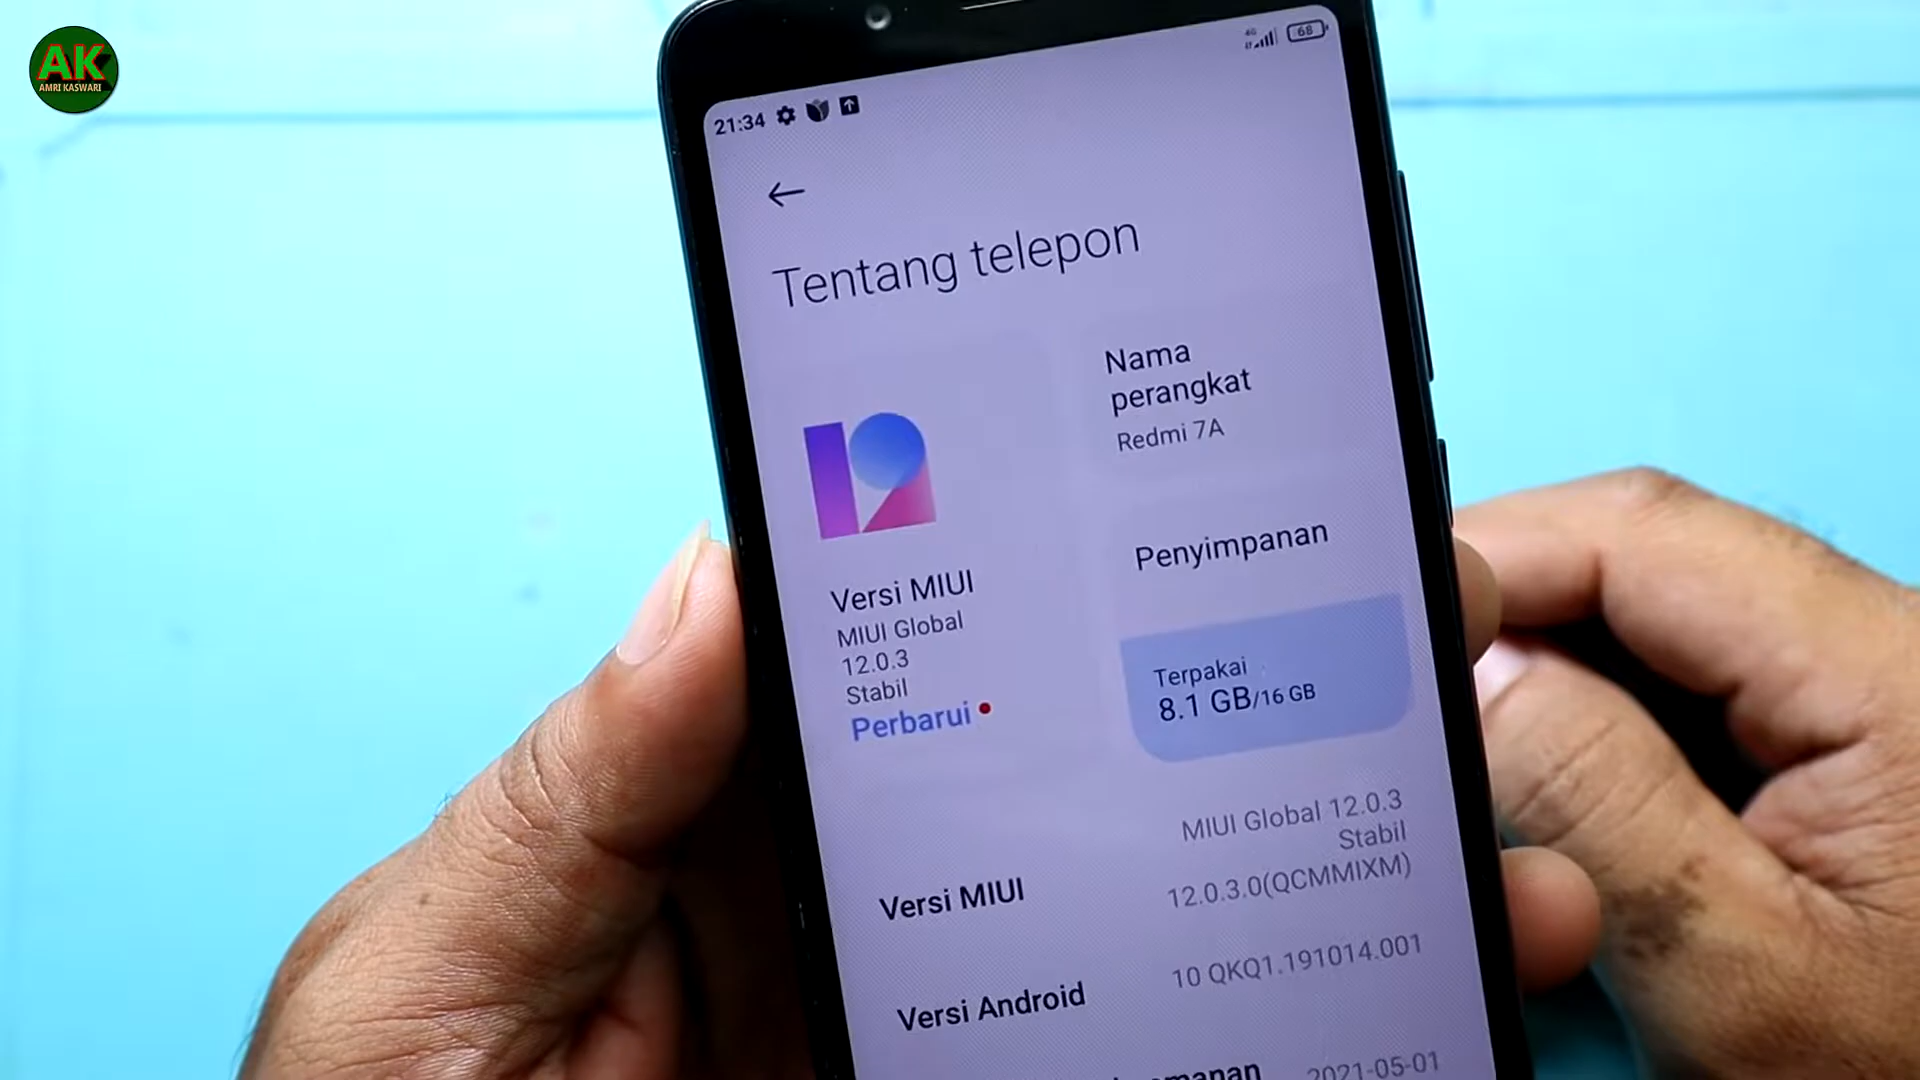 AK
AMRI KASWARI
4G
68
21:34
Tentang telepon
Nama
perangkat
Redmi 7A
Versi MIUI
MIUI Global
12.0.3
Stabil
Perbarui
Penyimpanan
Terpakai
8.1 GB/16 GB
Versi MIUI
MIUI Global 12.0.3
Stabil
12.0.3.0(QCMMIXM)
Versi Android
10 QKQ1.191014.001
2021-05-01